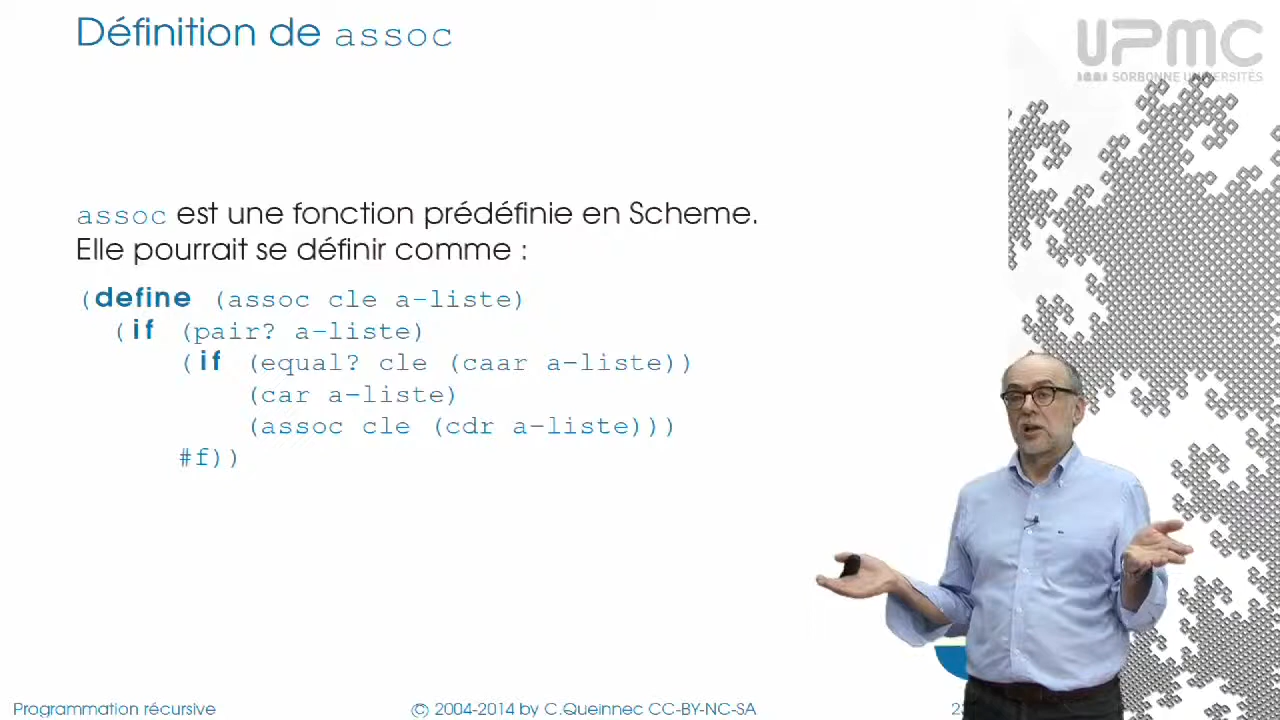 Définition de assoc
UPMC
SORBONNE UNIVERSITÉS
assoc est une fonction prédéfinie en Scheme.
Elle pourrait se définir comme :
(define (assoc cle a-liste)
(if (pair? a-liste)
(if (equal? cle (caar a-liste))
(car a-liste)
(assoc cle (cdr a-liste)))
#f))
Programmation récursive
© 2004-2014 by C.Queinnec CC-BY-NC-SA